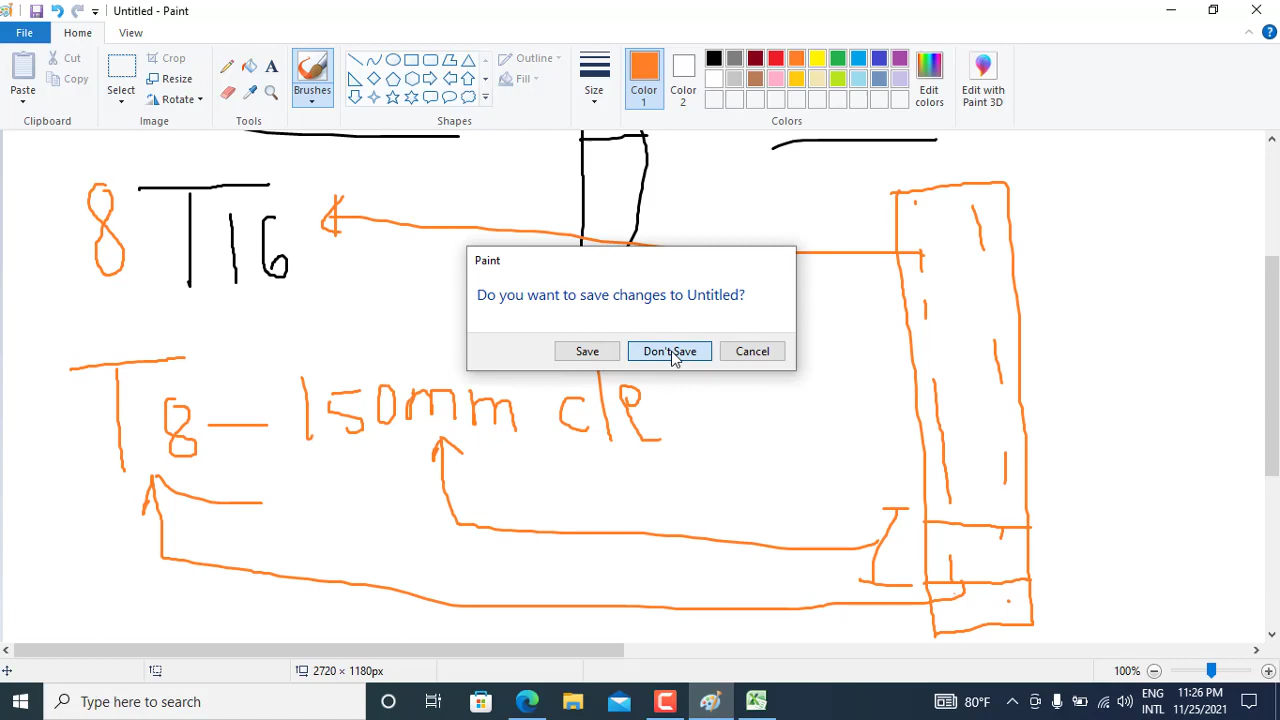 Untitled - Paint
File Home View
Paste Cut Copy Clipboard
Select Crop Resize Rotate Image
A Tools
Brushes
Shapes Outline Fill
Size
Color 1 Color 2 Edit colors Edit with Paint 3D Colors
8 T16
Paint
Do you want to save changes to Untitled?
Save Don't Save Cancel
T8 — 150mm c/c
2720 × 1180px 100%
Type here to search 80°F ENG INTL 11:26 PM 11/25/2021